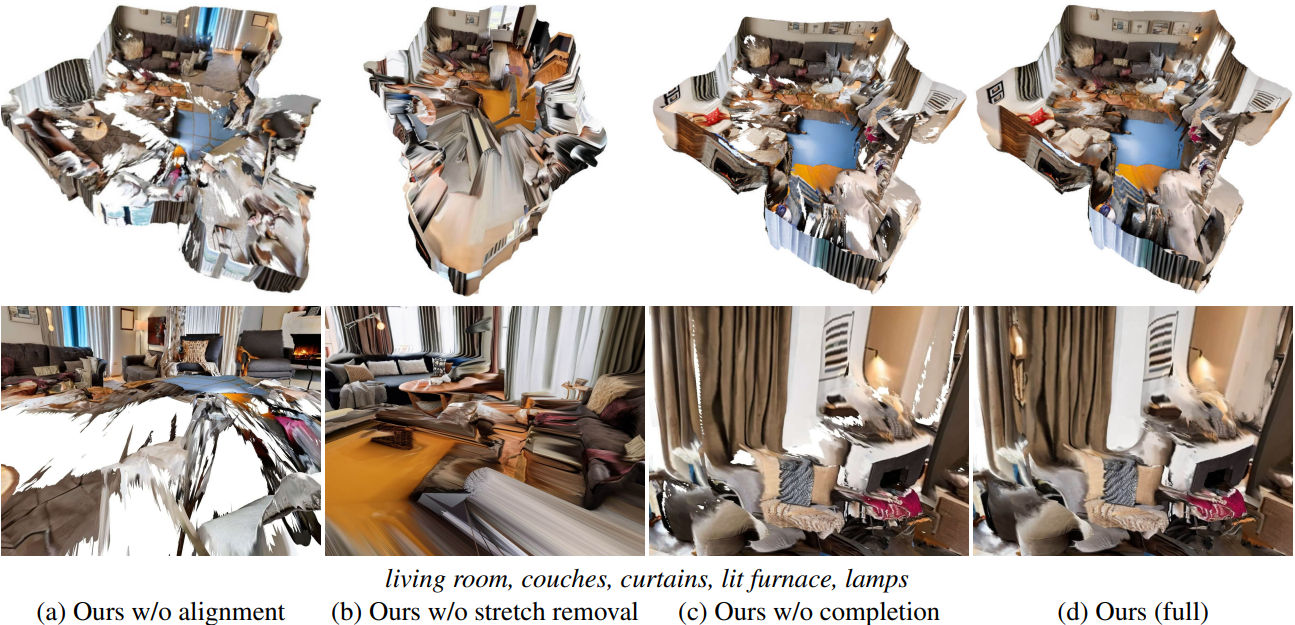 living room, couches, curtains, lit furnace, lamps
(a) Ours w/o alignment
(b) Ours w/o stretch removal
(c) Ours w/o completion
(d) Ours (full)